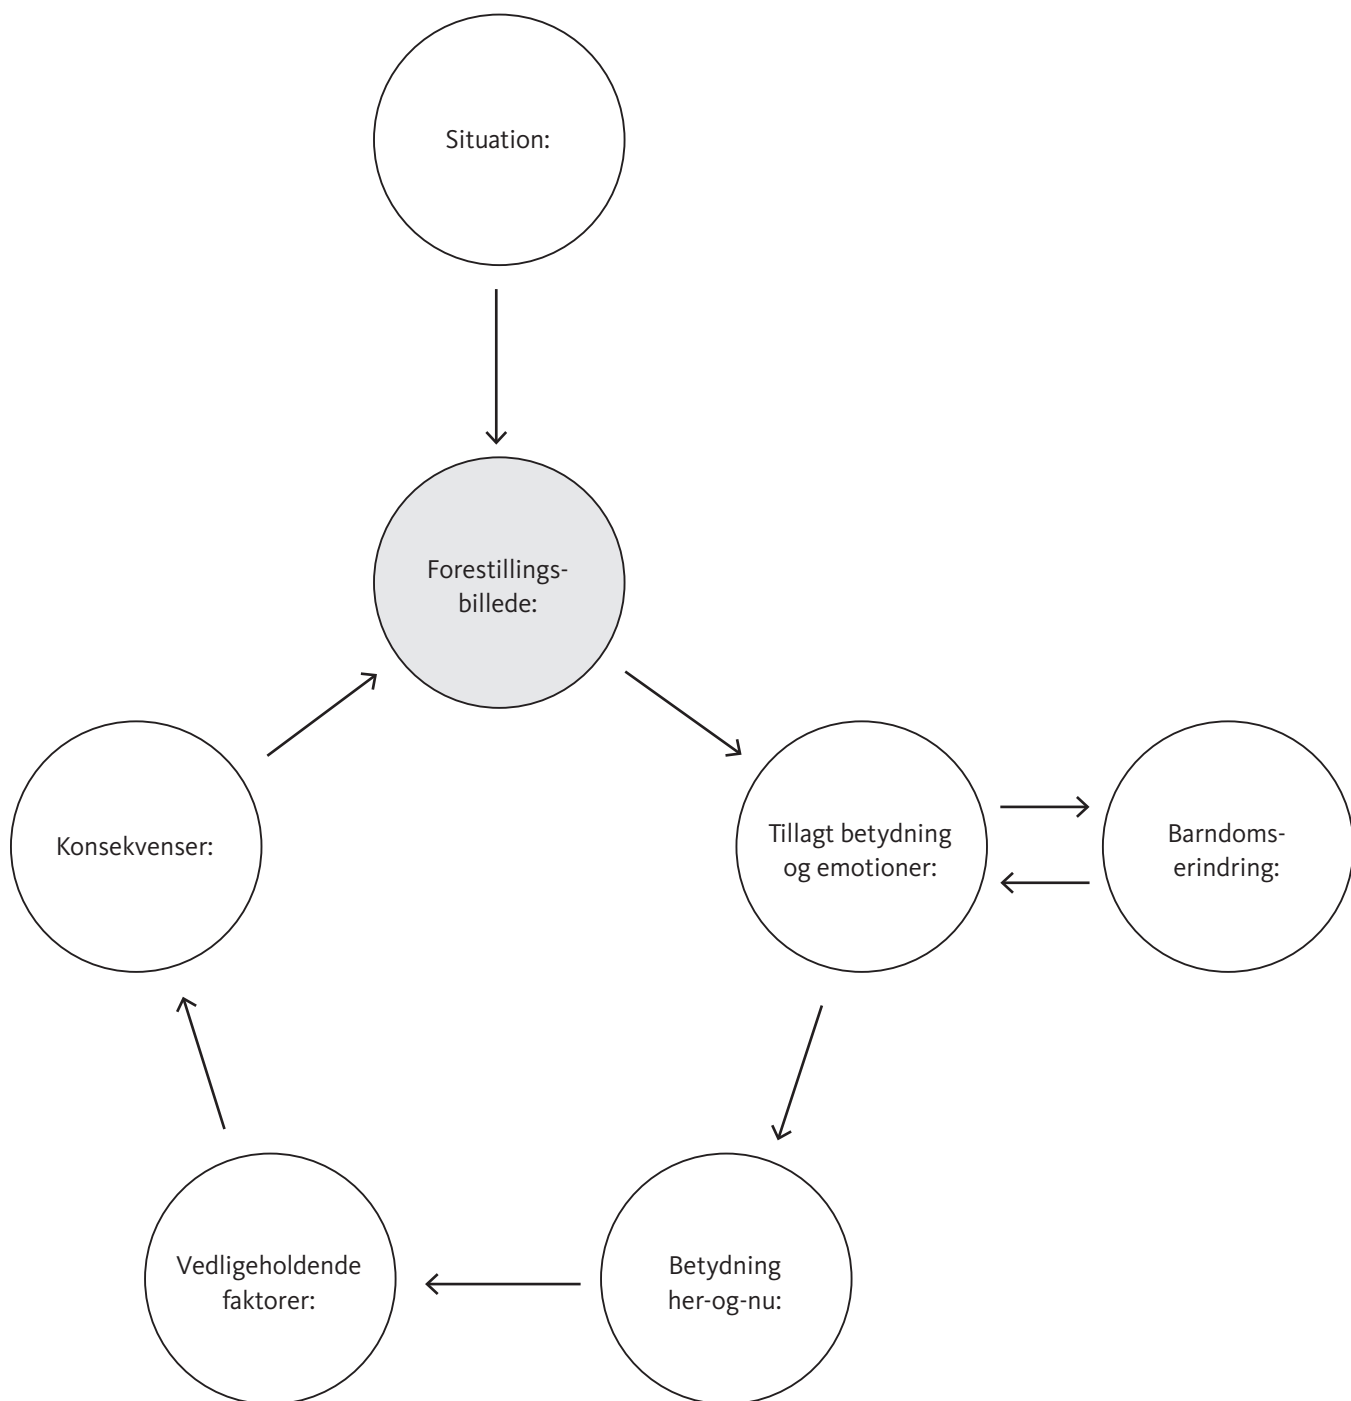 Situation:
Forestillings-
billede:
Konsekvenser:
Tillagt betydning
og emotioner:
Barndoms-
erindring:
Vedligeholdende
faktorer:
Betydning
her-og-nu: